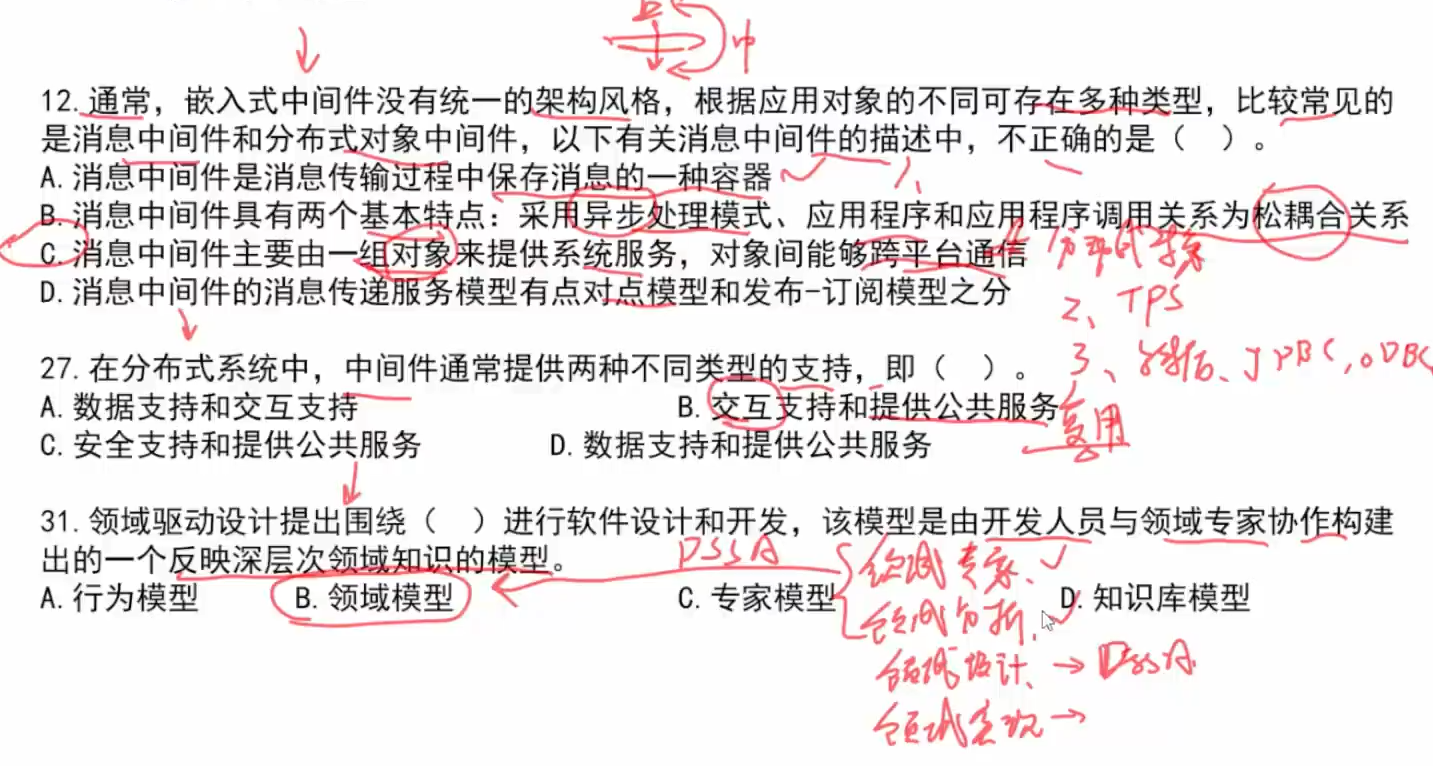 中
12. 通常，嵌入式中间件没有统一的架构风格，根据应用对象的不同可存在多种类型，比较常见的
是消息中间件和分布式对象中间件，以下有关消息中间件的描述中，不正确的是（ ）。
A. 消息中间件是消息传输过程中保存消息的一种容器
1、
B. 消息中间件具有两个基本特点：采用异步处理模式、应用程序和应用程序调用关系为松耦合关系
C. 消息中间件主要由一组对象来提供系统服务，对象间能够跨平台通信
分布式对象
D. 消息中间件的消息传递服务模型有点对点模型和发布-订阅模型之分
2、TPS
27. 在分布式系统中，中间件通常提供两种不同类型的支持，即（ ）。
3、数据库、JDBC,ODBC
A. 数据支持和交互支持 B. 交互支持和提供公共服务
复用
C. 安全支持和提供公共服务 D. 数据支持和提供公共服务
31. 领域驱动设计提出围绕（ ）进行软件设计和开发，该模型是由开发人员与领域专家协作构建
出的一个反映深层次领域知识的模型。
DSSA
领域专家、
A. 行为模型 B. 领域模型 C. 专家模型 D. 知识库模型
领域分析、
领域设计、→ DSSA
领域实现→